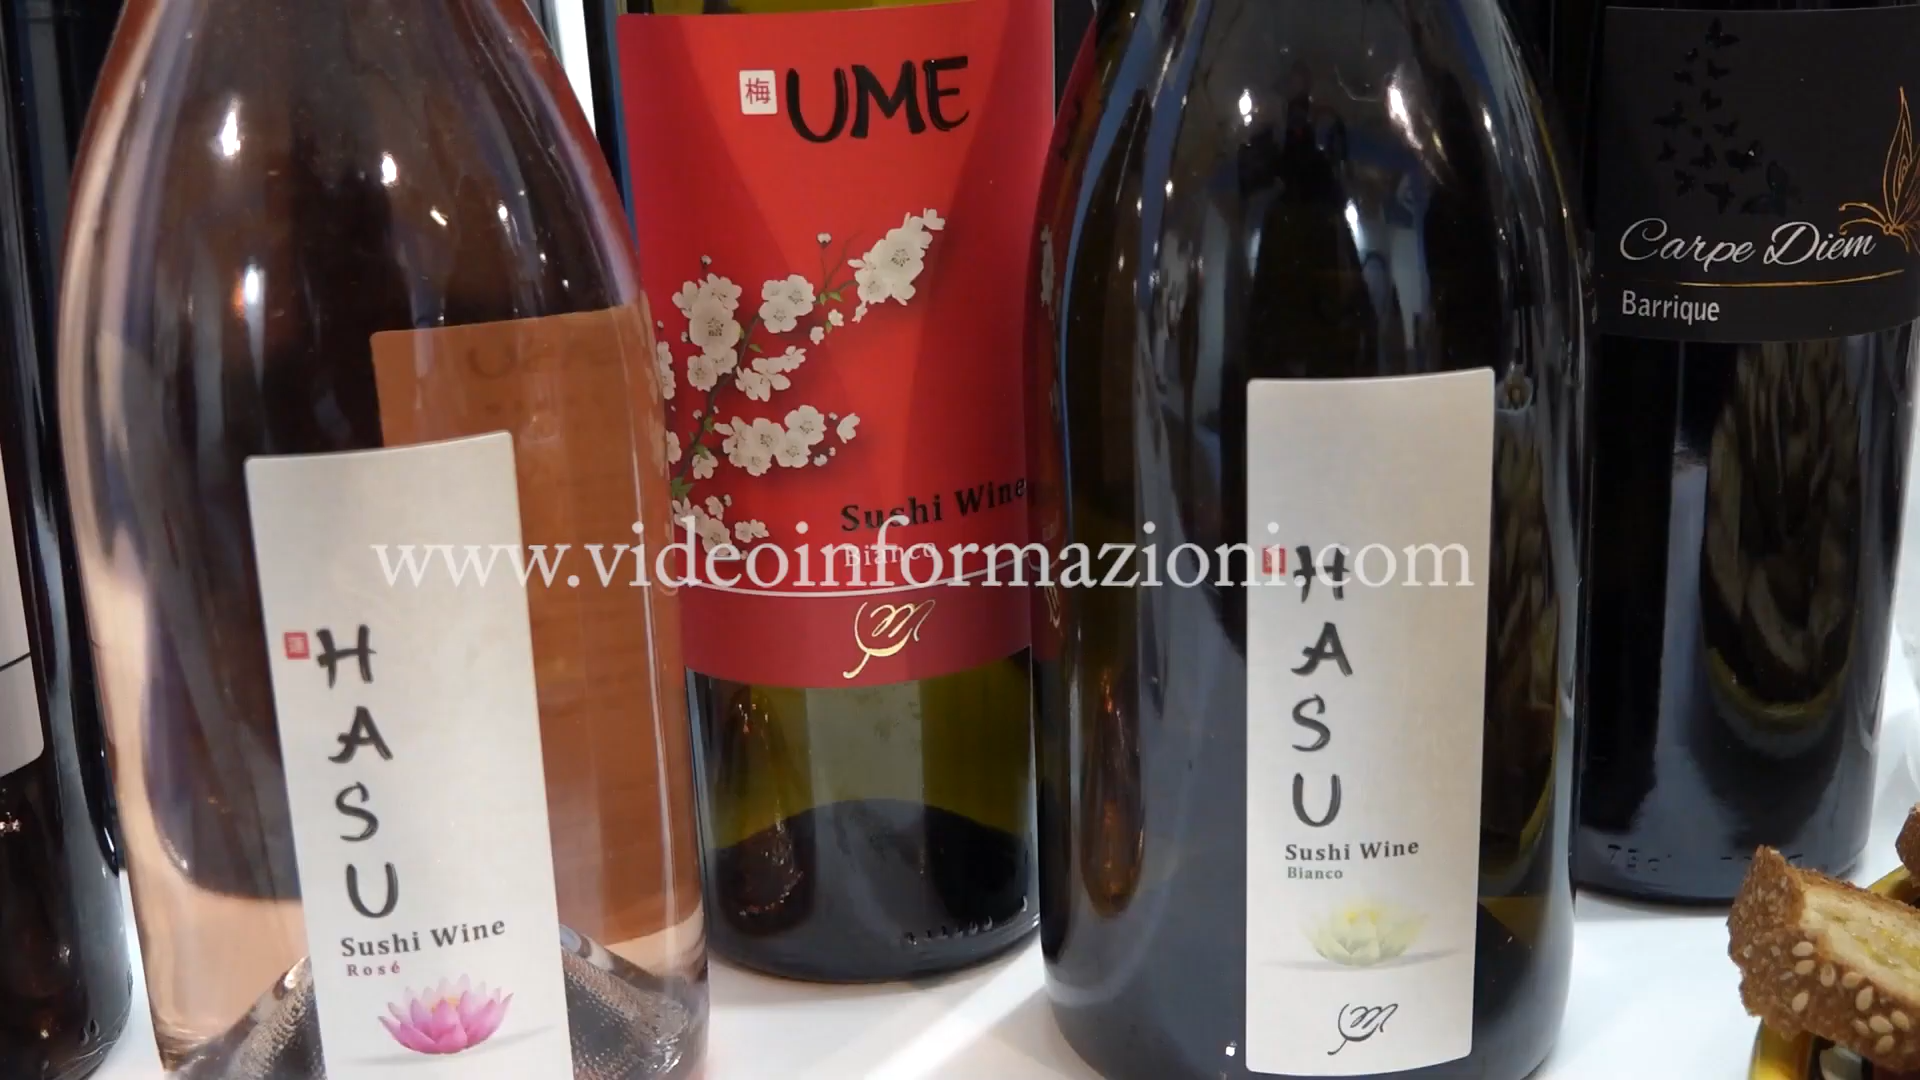 梅 UME
Sushi Wine
Bianco
www.videoinformazioni.com
蓮 HASU
Sushi Wine
Rosé
HASU
Sushi Wine
Bianco
Carpe Diem
Barrique